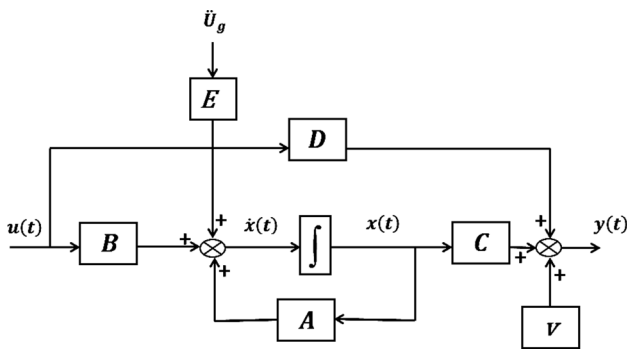 Ü_g
E
D
+
u(t)
B
+
ẋ(t)
∫
x(t)
C
+
+
y(t)
+
A
+
V